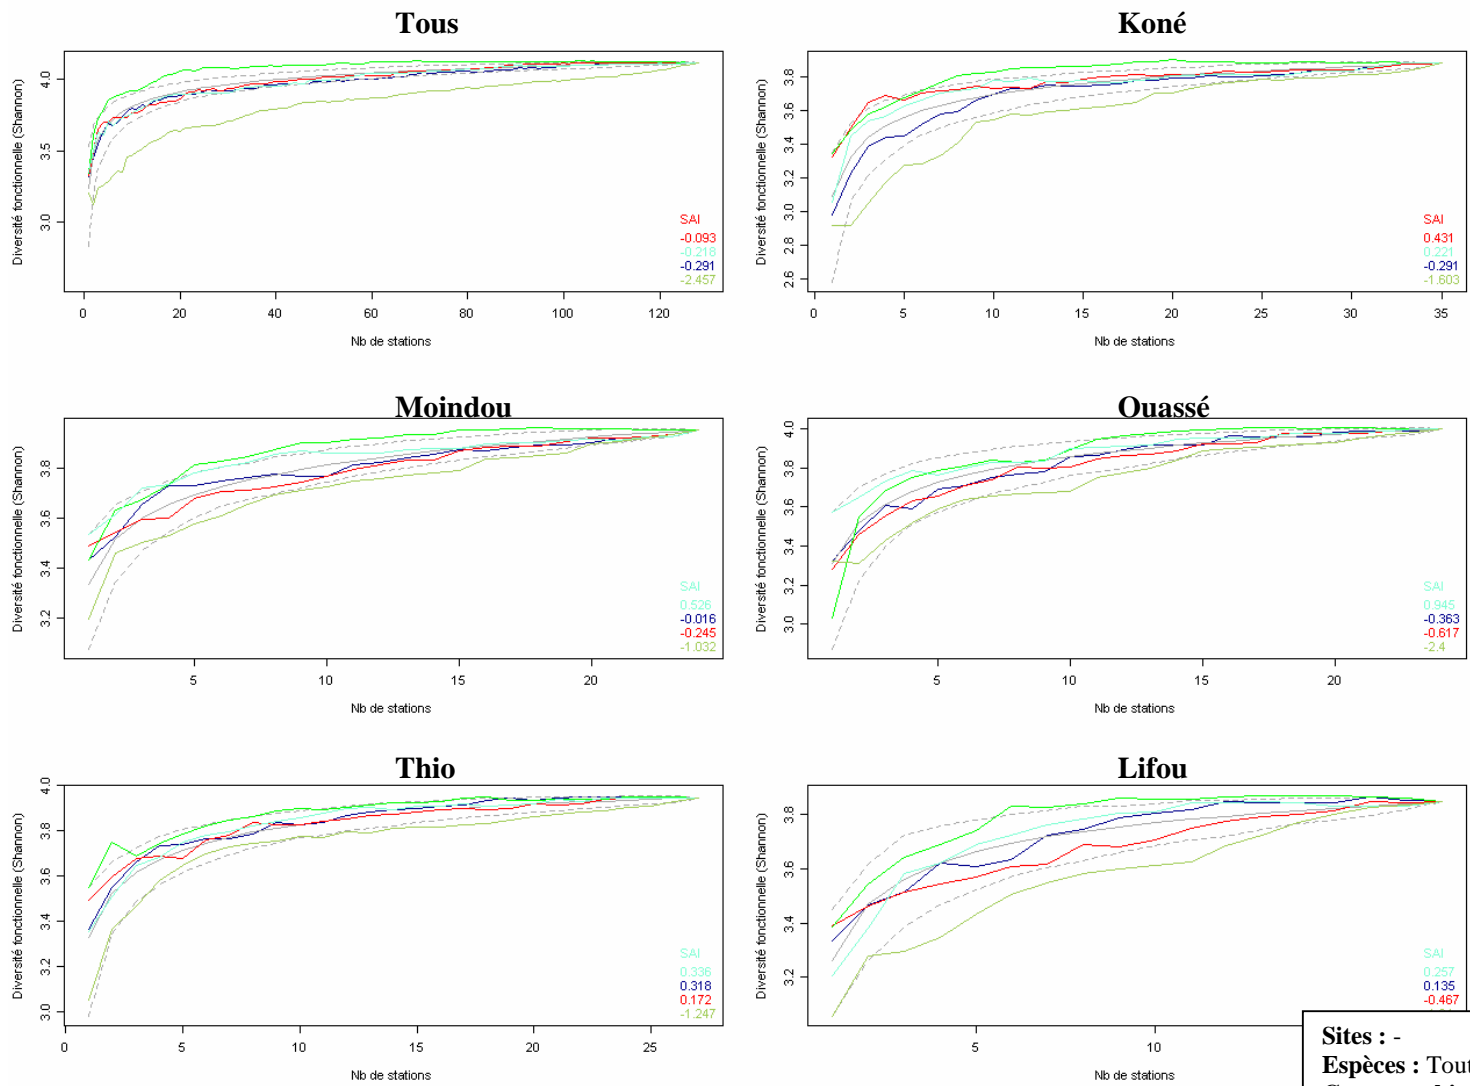 Tous
Diversité fonctionnelle (Shannon)
4.0
3.5
3.0
SAI
-0.093
-0.218
-0.291
-2.457
0 20 40 60 80 100 120
Nb de stations
Koné
Diversité fonctionnelle (Shannon)
3.8
3.6
3.4
3.2
3.0
2.8
2.6
SAI
0.431
0.221
-0.291
-1.603
0 5 10 15 20 25 30 35
Nb de stations
Moindou
Diversité fonctionnelle (Shannon)
3.8
3.6
3.4
3.2
SAI
0.526
-0.016
-0.245
-1.032
5 10 15 20
Nb de stations
Ouassé
Diversité fonctionnelle (Shannon)
4.0
3.8
3.6
3.4
3.2
3.0
SAI
0.945
-0.363
-0.617
-2.4
5 10 15 20
Nb de stations
Thio
Diversité fonctionnelle (Shannon)
4.0
3.8
3.6
3.4
3.2
3.0
SAI
0.336
0.318
0.172
-1.247
0 5 10 15 20 25
Nb de stations
Lifou
Diversité fonctionnelle (Shannon)
3.8
3.6
3.4
3.2
SAI
0.257
0.135
-0.467
5 10
Nb de stations
Sites : -
Espèces : Tout